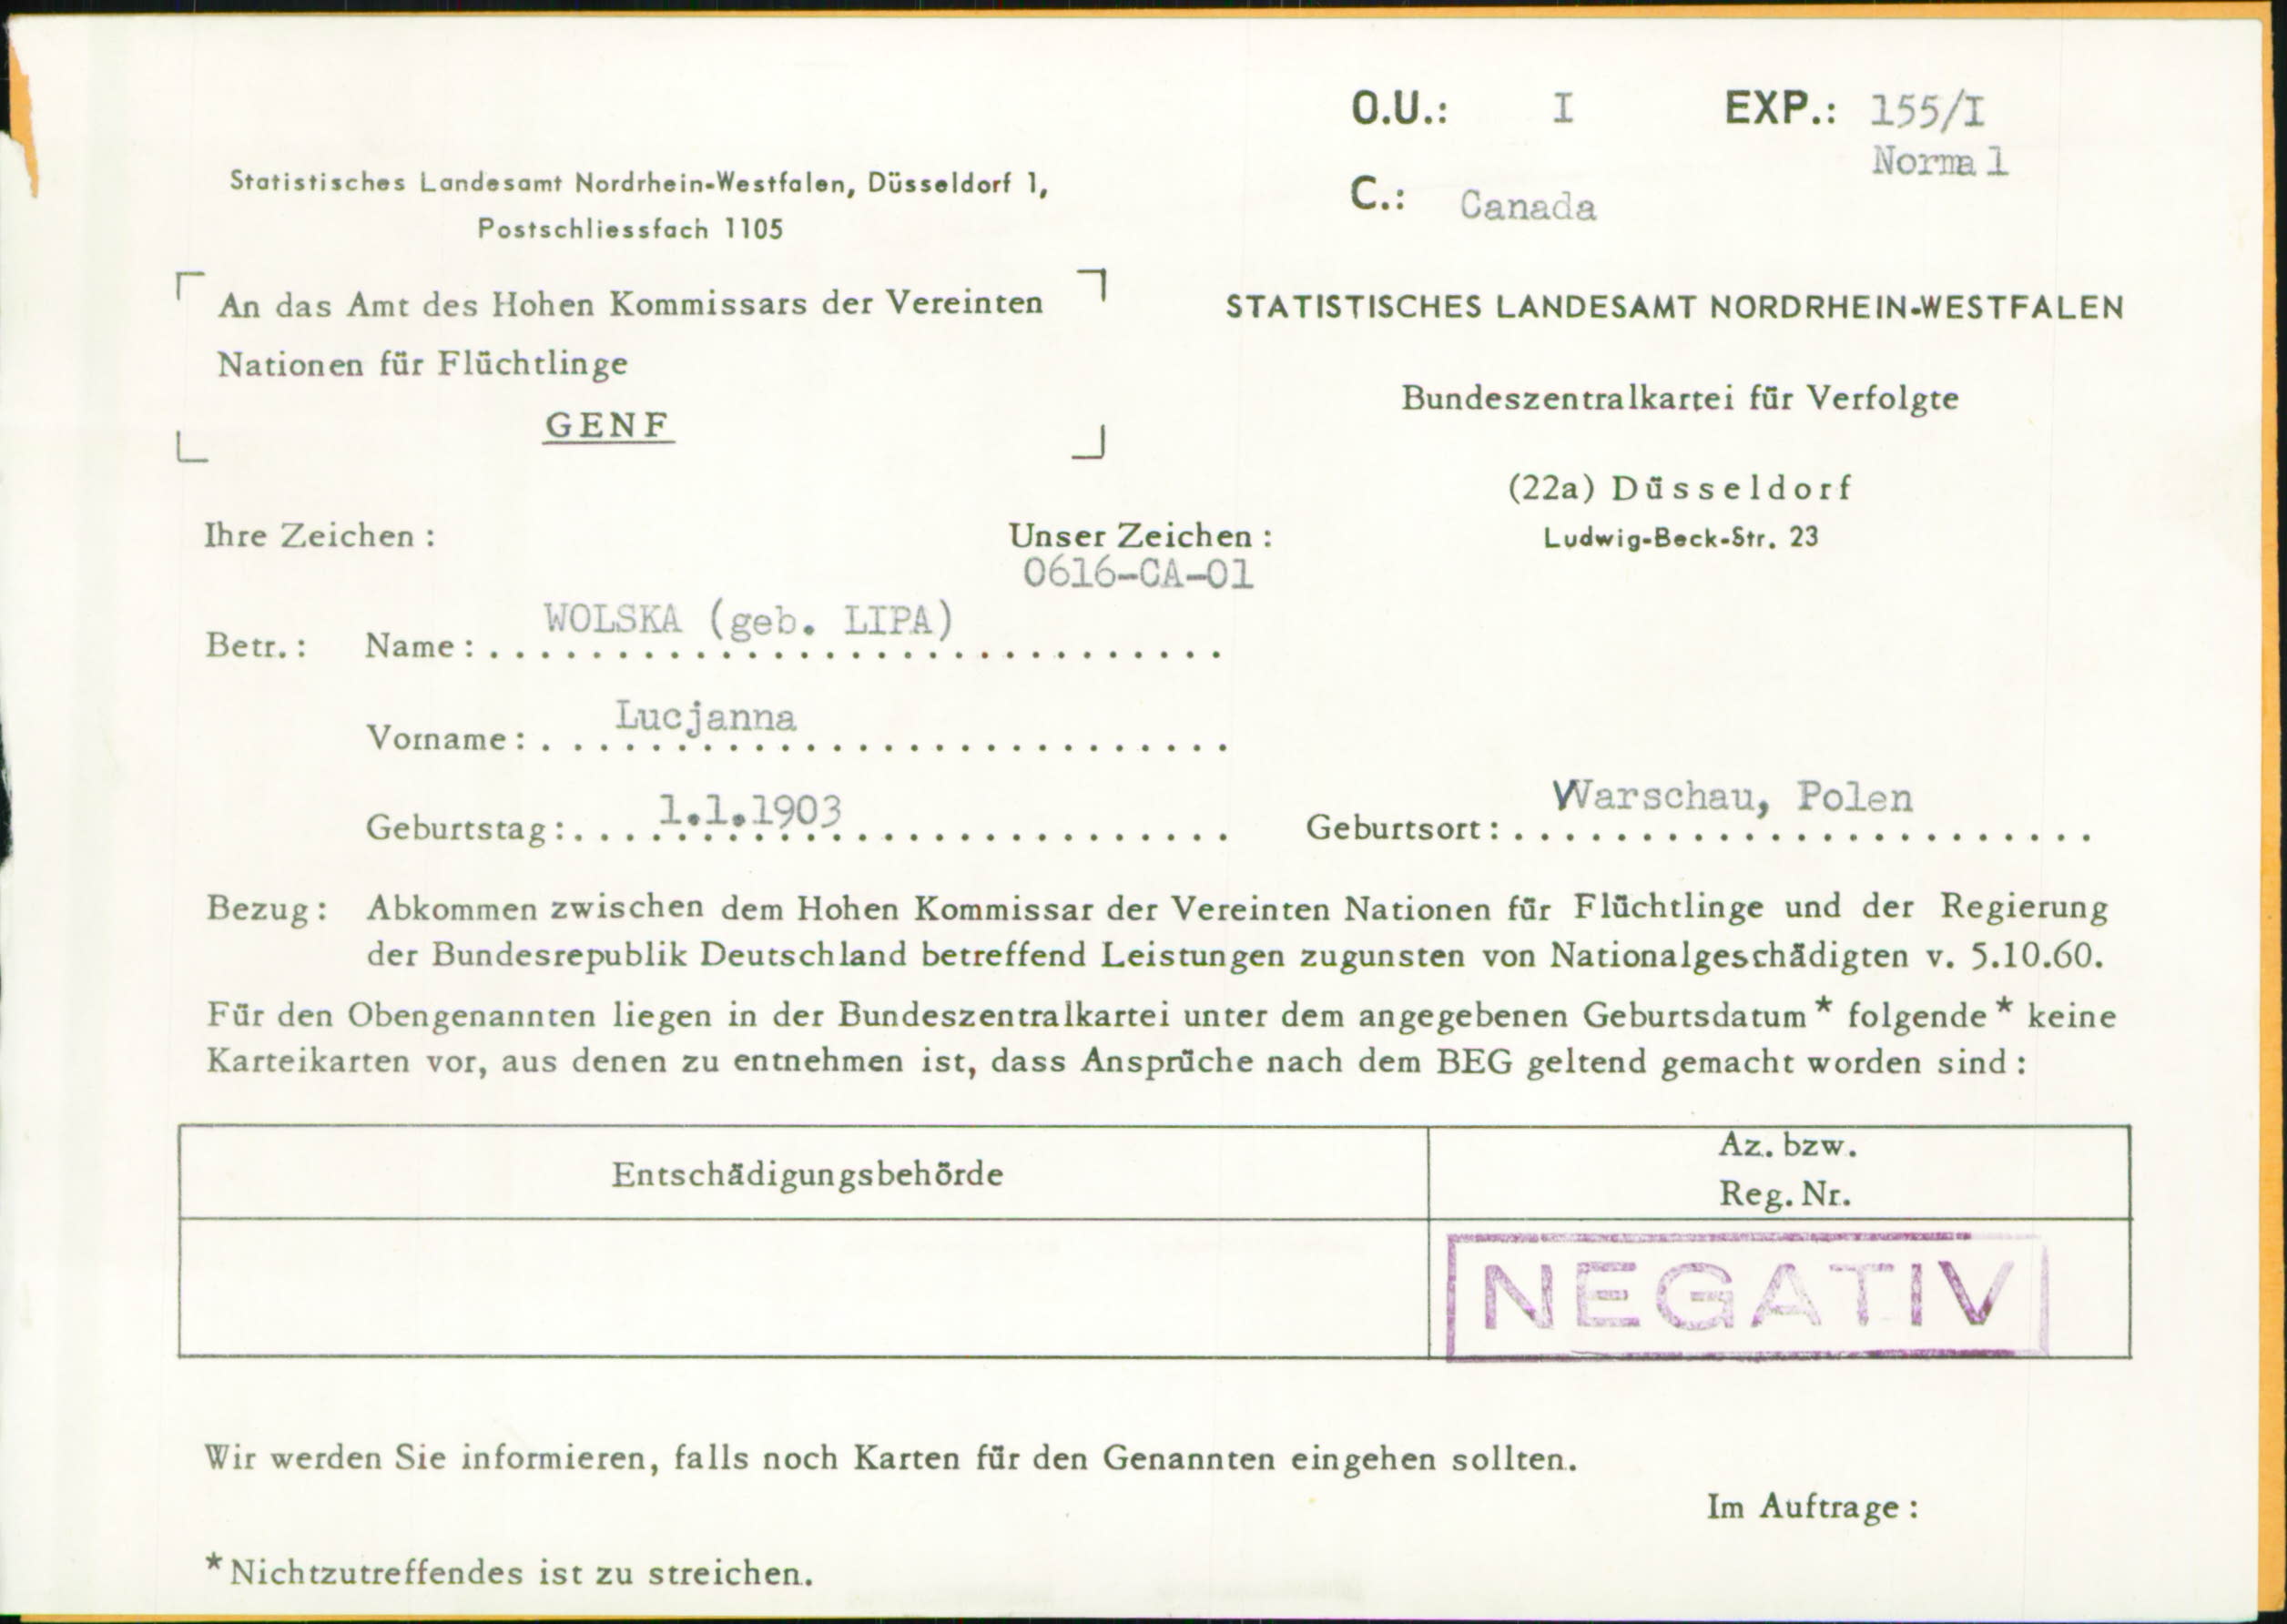 O.U.: I EXP.: 155/I
Normal
Statistisches Landesamt Nordrhein-Westfalen, Düsseldorf 1,
Postschliessfach 1105
C.: Canada
An das Amt des Hohen Kommissars der Vereinten
Nationen für Flüchtlinge
GENF
STATISTISCHES LANDESAMT NORDRHEIN-WESTFALEN
Bundeszentralkartei für Verfolgte
(22a) Düsseldorf
Ludwig-Beck-Str. 23
Ihre Zeichen : Unser Zeichen :
0616-CA-01
Betr. : Name : WOLSKA (geb. LIPA)
Vorname : Lucjanna
Geburtstag : 1.1.1903 Geburtsort : Warschau, Polen
Bezug : Abkommen zwischen dem Hohen Kommissar der Vereinten Nationen für Flüchtlinge und der Regierung
der Bundesrepublik Deutschland betreffend Leistungen zugunsten von Nationalgeschädigten v. 5.10.60.
Für den Obengenannten liegen in der Bundeszentralkartei unter dem angegebenen Geburtsdatum * folgende * keine
Karteikarten vor, aus denen zu entnehmen ist, dass Ansprüche nach dem BEG geltend gemacht worden sind :
Entschädigungsbehörde
Az. bzw.
Reg. Nr.
NEGATIV
Wir werden Sie informieren, falls noch Karten für den Genannten eingehen sollten.
Im Auftrage :
* Nichtzutreffendes ist zu streichen.